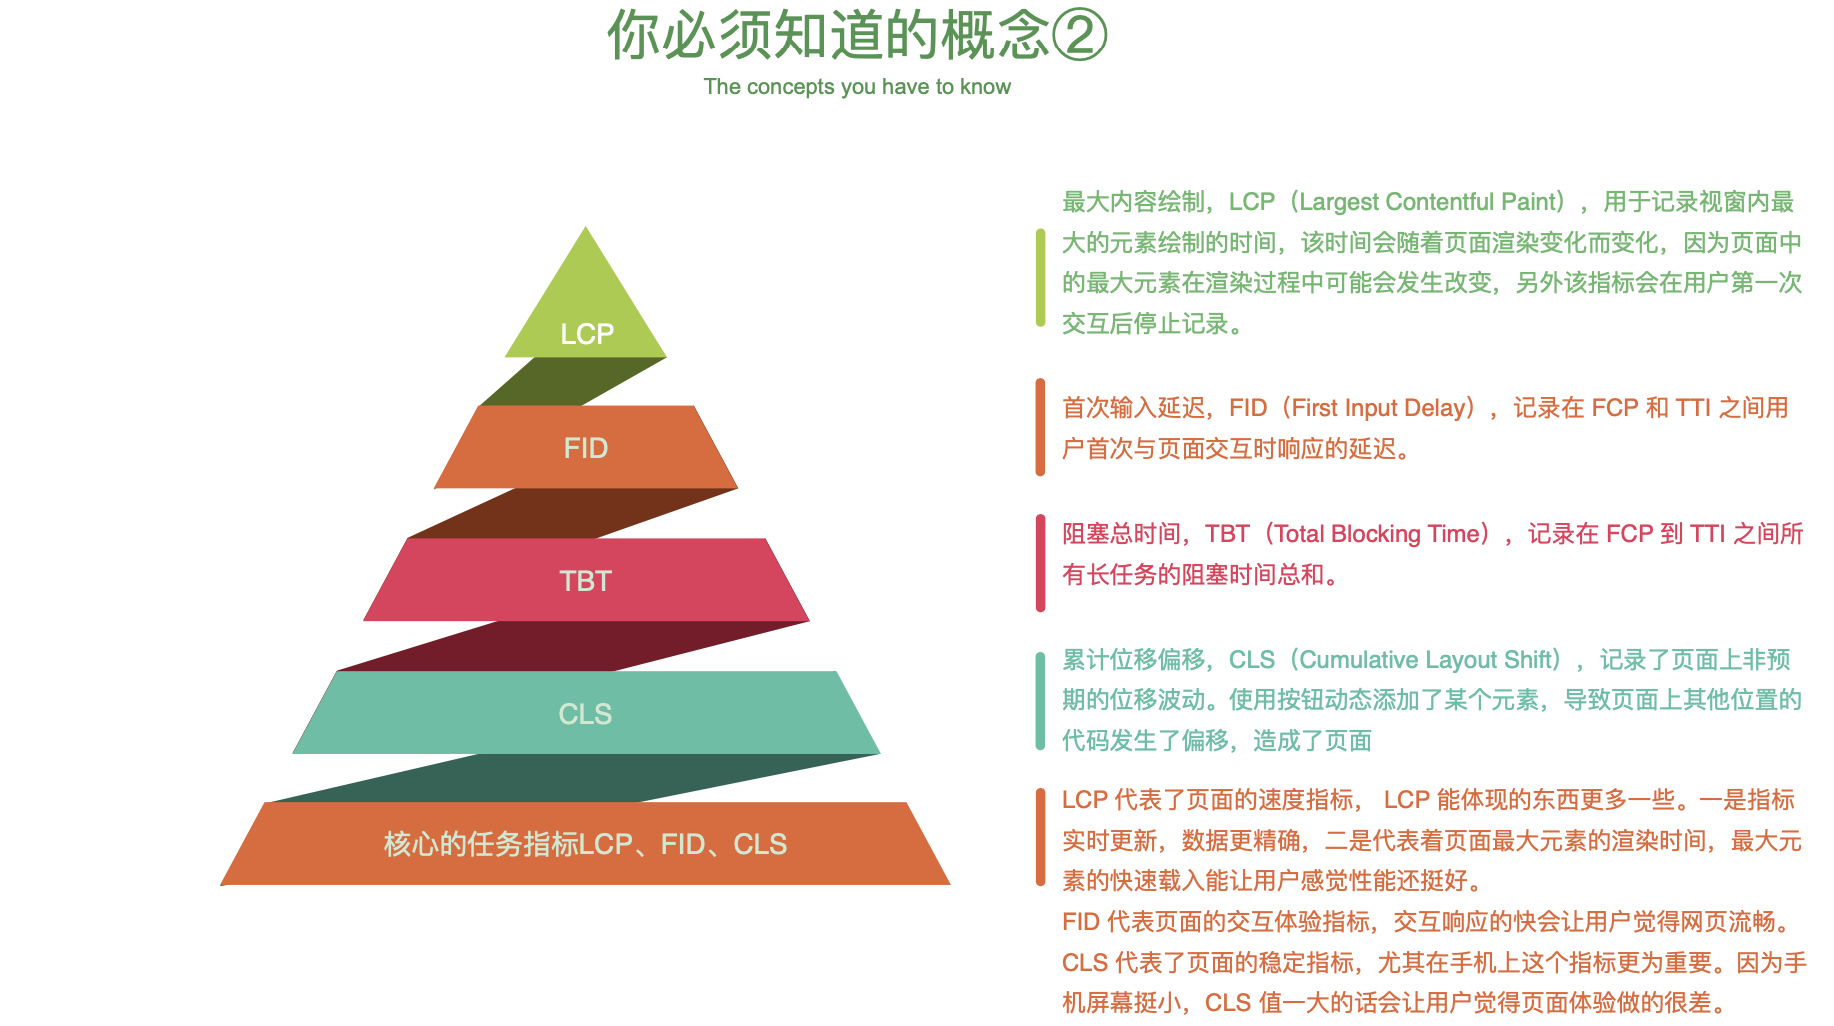 你必须知道的概念②
The concepts you have to know
LCP
FID
TBT
CLS
核心的任务指标LCP、FID、CLS
最大内容绘制，LCP（Largest Contentful Paint），用于记录视窗内最
大的元素绘制的时间，该时间会随着页面渲染变化而变化，因为页面中
的最大元素在渲染过程中可能会发生改变，另外该指标会在用户第一次
交互后停止记录。
首次输入延迟，FID（First Input Delay），记录在 FCP 和 TTI 之间用
户首次与页面交互时响应的延迟。
阻塞总时间，TBT（Total Blocking Time），记录在 FCP 到 TTI 之间所
有长任务的阻塞时间总和。
累计位移偏移，CLS（Cumulative Layout Shift），记录了页面上非预
期的位移波动。使用按钮动态添加了某个元素，导致页面上其他位置的
代码发生了偏移，造成了页面
LCP 代表了页面的速度指标， LCP 能体现的东西更多一些。一是指标
实时更新，数据更精确，二是代表着页面最大元素的渲染时间，最大元
素的快速载入能让用户感觉性能还挺好。
FID 代表页面的交互体验指标，交互响应的快会让用户觉得网页流畅。
CLS 代表了页面的稳定指标，尤其在手机上这个指标更为重要。因为手
机屏幕挺小，CLS 值一大的话会让用户觉得页面体验做的很差。